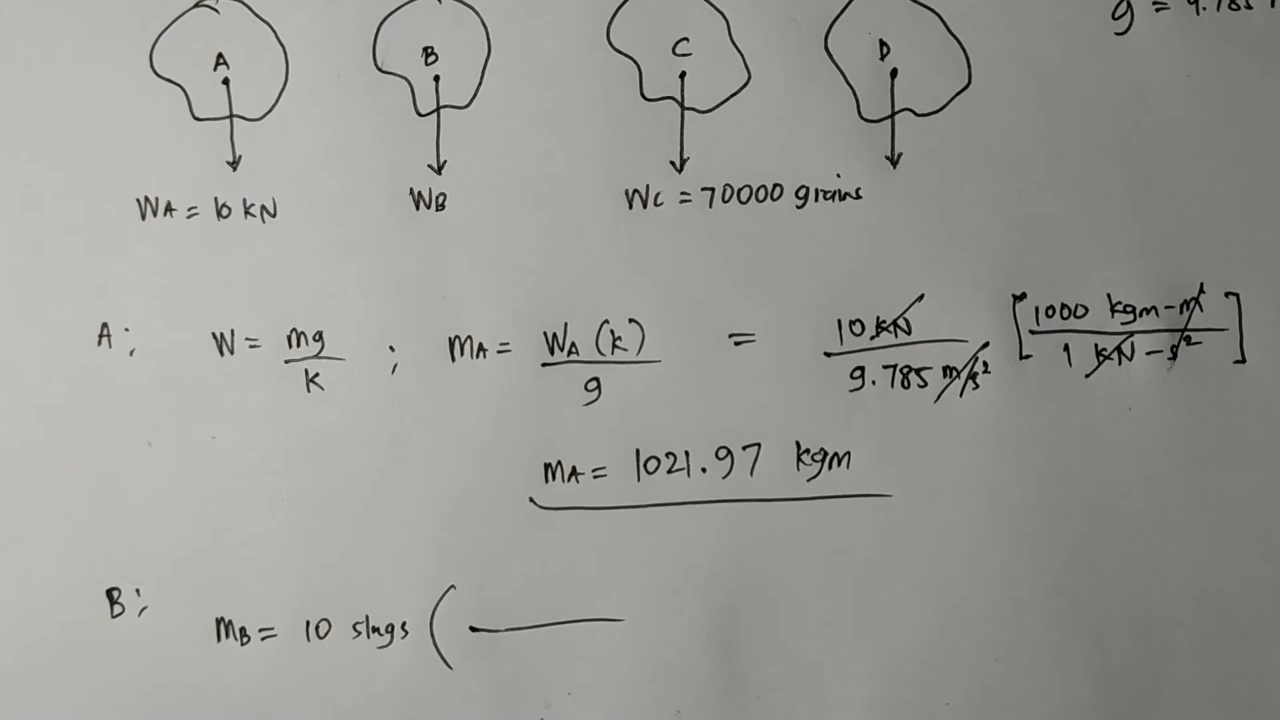 g = 9.785
A B C D
WA = 10 KN WB WC = 70000 grains
A: W = mg/K ; MA = WA (K)/g = 10 KN/9.785 m/s² [1000 kgm-m/1 KN-s²]
MA = 1021.97 kgm
B: MB = 10 slugs (